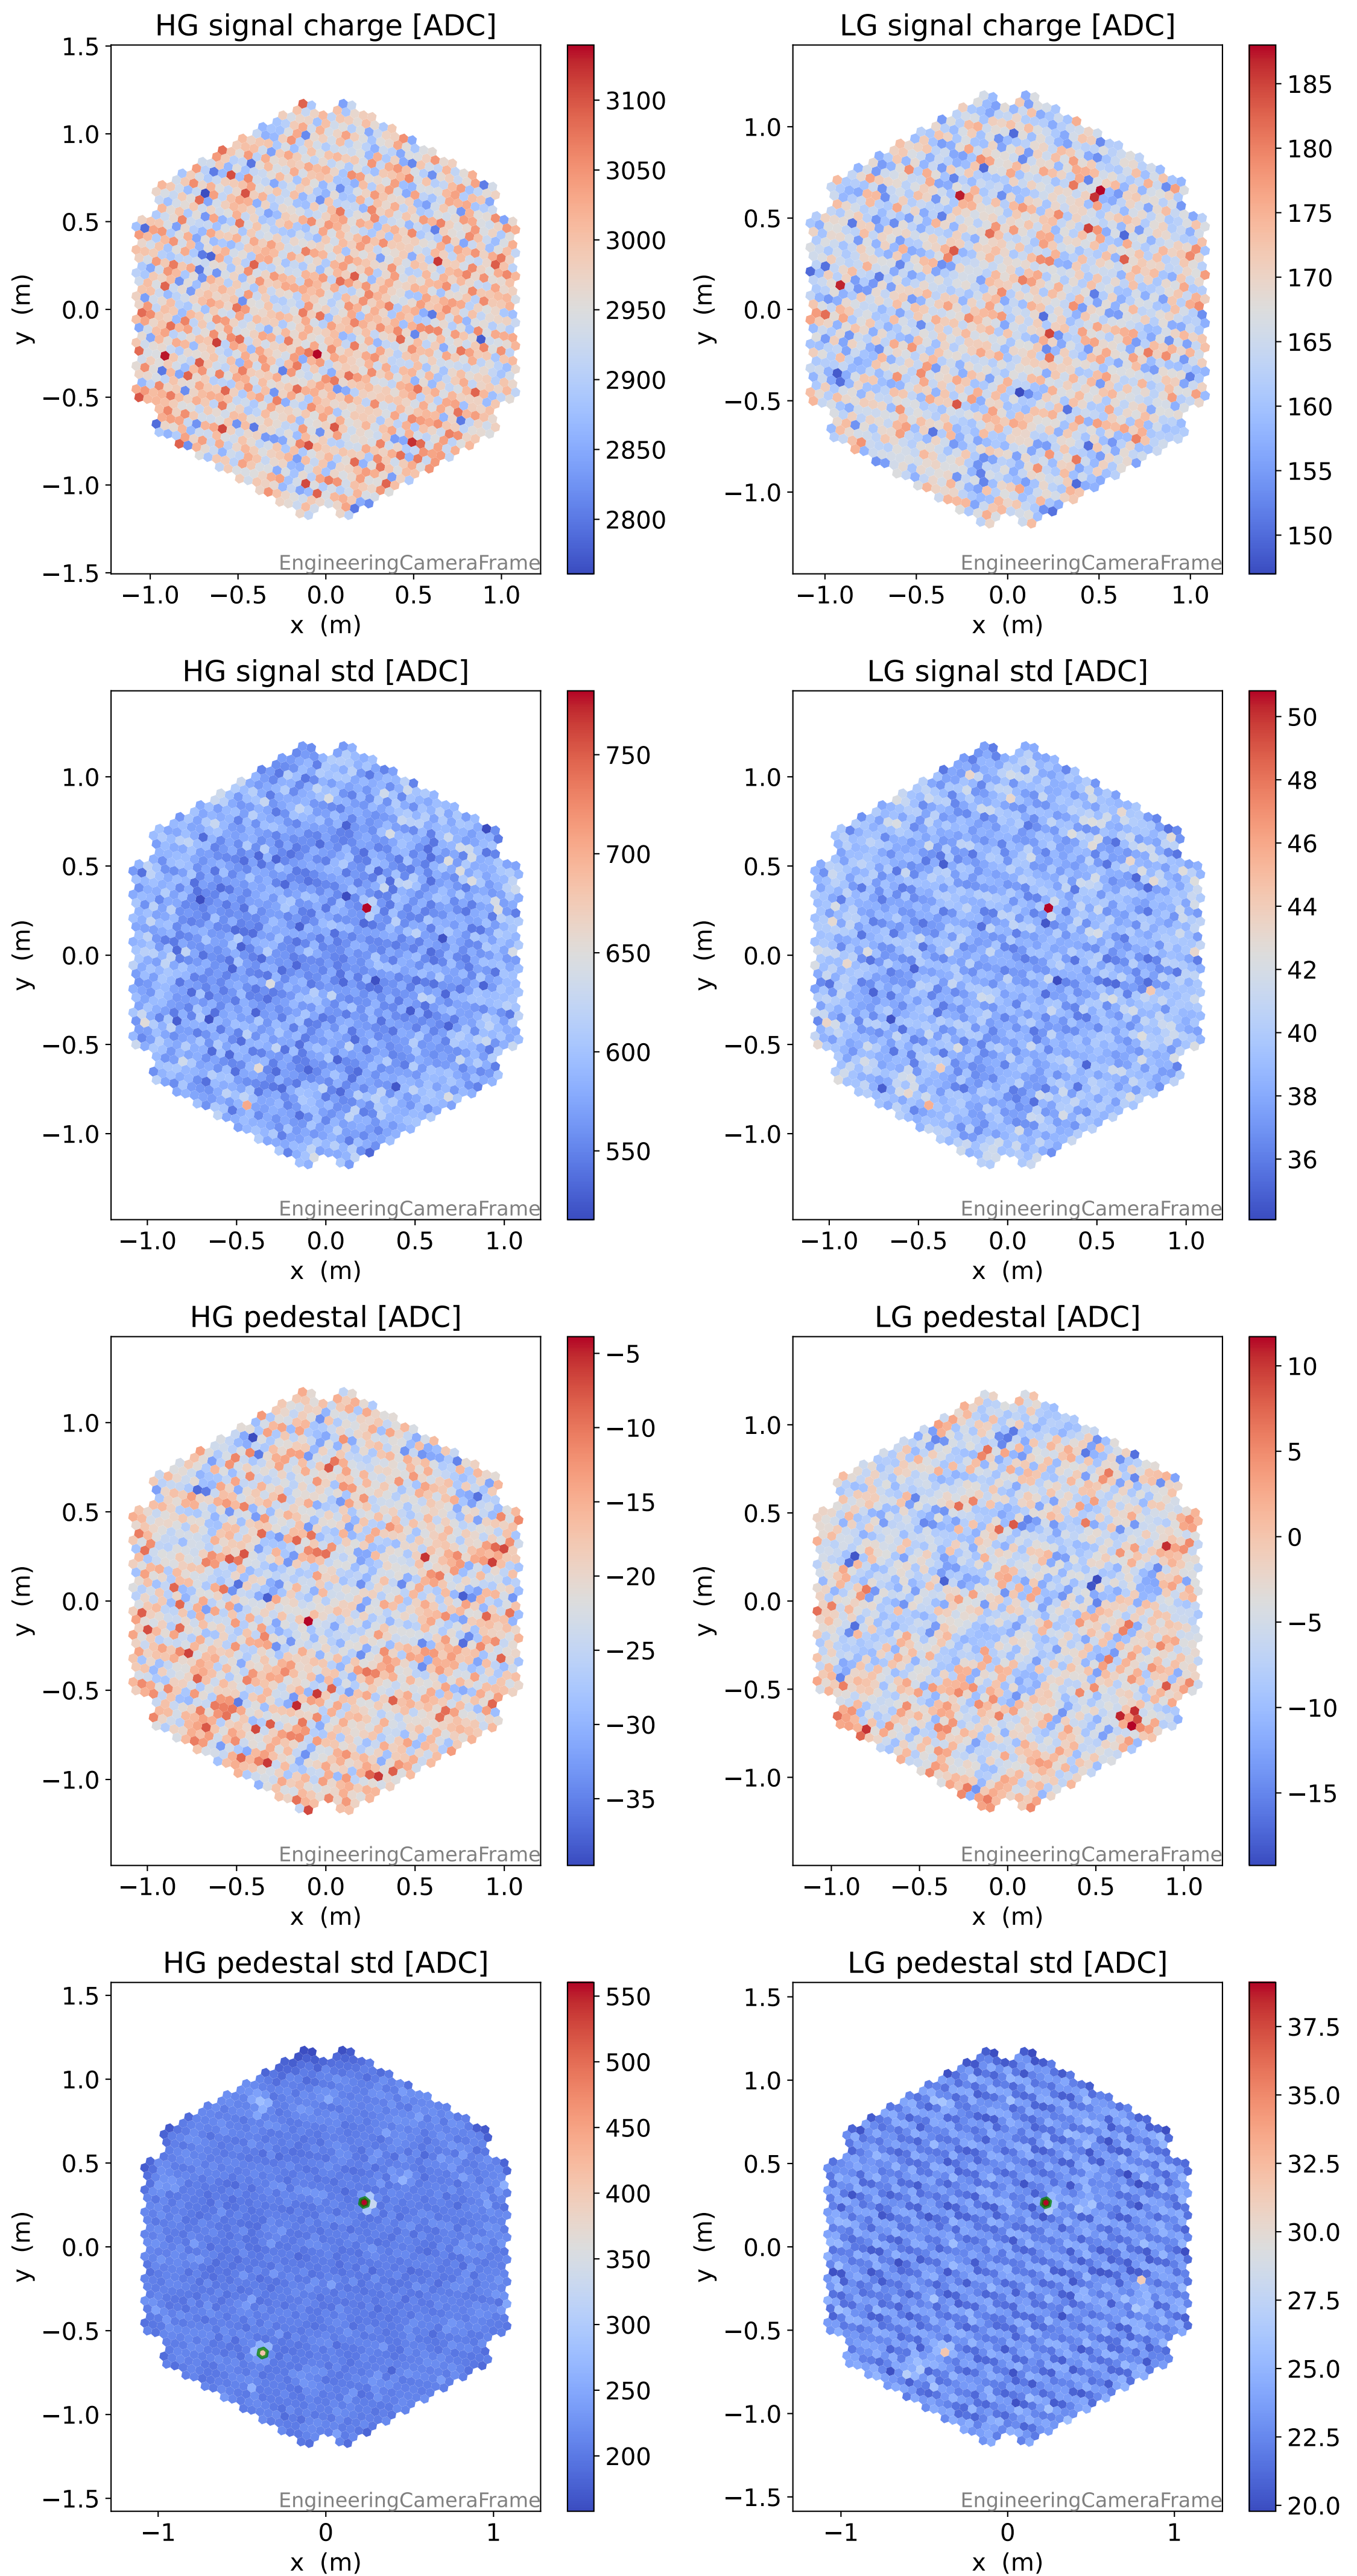 HG signal charge [ADC]
1.5
1.0
0.5
0.0
−0.5
−1.0
−1.5
y (m)
−1.0 −0.5 0.0 0.5 1.0
x (m)
EngineeringCameraFrame
3100
3050
3000
2950
2900
2850
2800
LG signal charge [ADC]
1.0
0.5
0.0
−0.5
−1.0
y (m)
−1.0 −0.5 0.0 0.5 1.0
x (m)
EngineeringCameraFrame
185
180
175
170
165
160
155
150
HG signal std [ADC]
1.0
0.5
0.0
−0.5
−1.0
y (m)
−1.0 −0.5 0.0 0.5 1.0
x (m)
EngineeringCameraFrame
750
700
650
600
550
LG signal std [ADC]
1.0
0.5
0.0
−0.5
−1.0
y (m)
−1.0 −0.5 0.0 0.5 1.0
x (m)
EngineeringCameraFrame
50
48
46
44
42
40
38
36
HG pedestal [ADC]
1.0
0.5
0.0
−0.5
−1.0
y (m)
−1.0 −0.5 0.0 0.5 1.0
x (m)
EngineeringCameraFrame
−5
−10
−15
−20
−25
−30
−35
LG pedestal [ADC]
1.0
0.5
0.0
−0.5
−1.0
y (m)
−1.0 −0.5 0.0 0.5 1.0
x (m)
EngineeringCameraFrame
10
5
0
−5
−10
−15
HG pedestal std [ADC]
1.5
1.0
0.5
0.0
−0.5
−1.0
−1.5
y (m)
−1 0 1
x (m)
EngineeringCameraFrame
550
500
450
400
350
300
250
200
LG pedestal std [ADC]
1.5
1.0
0.5
0.0
−0.5
−1.0
−1.5
y (m)
−1 0 1
x (m)
EngineeringCameraFrame
37.5
35.0
32.5
30.0
27.5
25.0
22.5
20.0